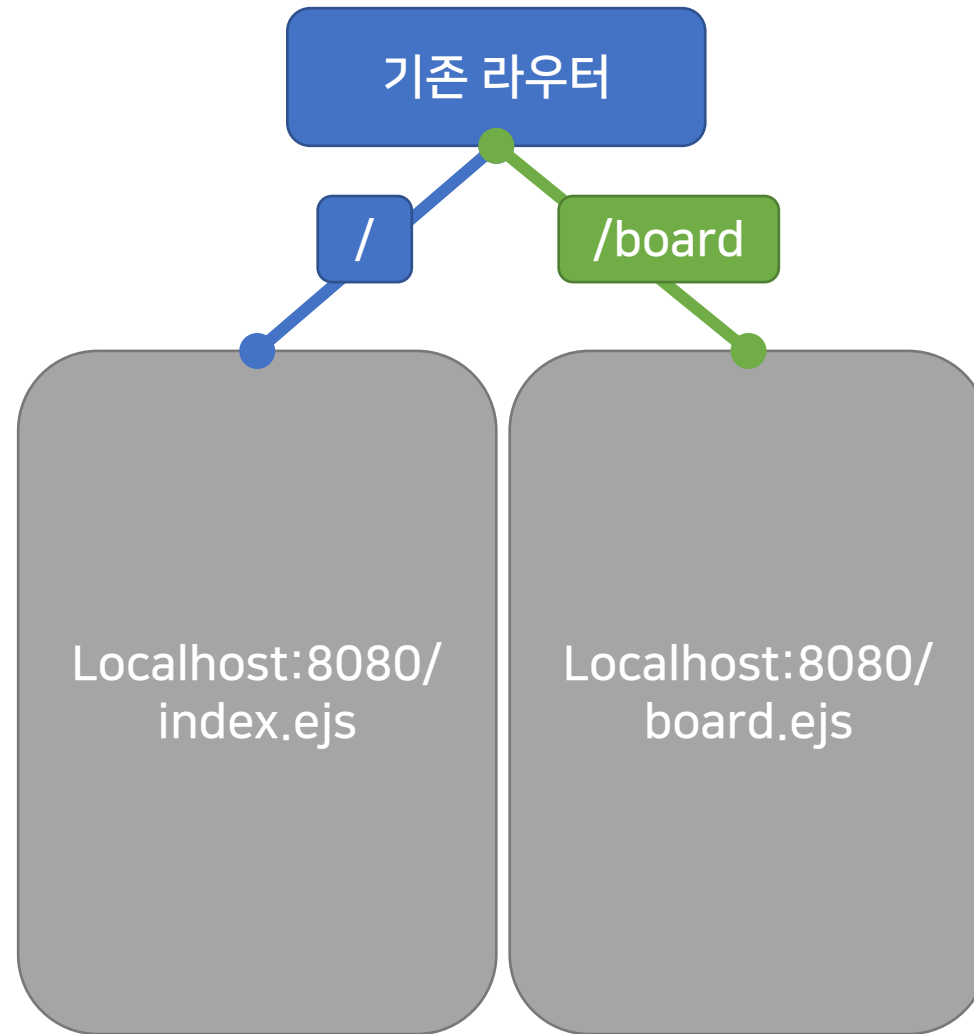 기존 라우터
/
/board
Localhost:8080/
index.ejs
Localhost:8080/
board.ejs